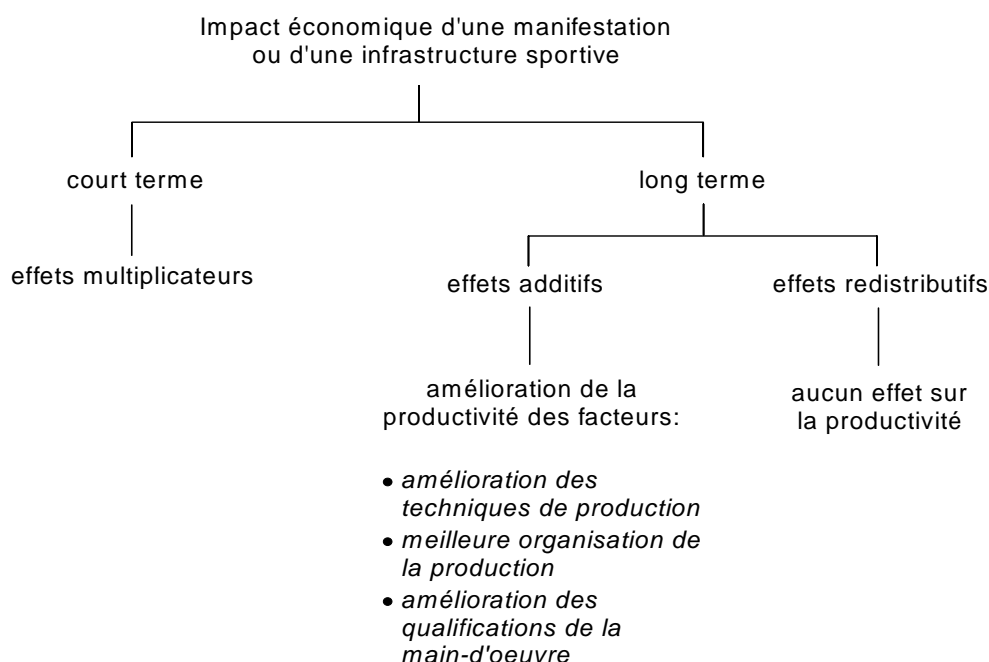 Impact économique d'une manifestation
ou d'une infrastructure sportive
court terme
long terme
effets multiplicateurs
effets additifs
effets redistributifs
amélioration de la
productivité des facteurs:
aucun effet sur
la productivité
• amélioration des
techniques de production
• meilleure organisation de
la production
• amélioration des
qualifications de la
main-d'oeuvre